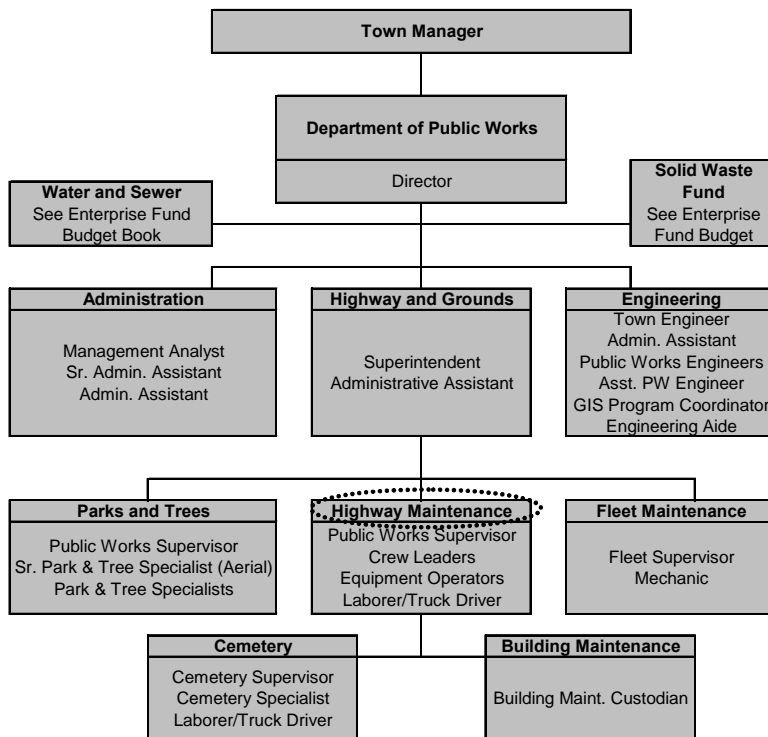 Town Manager
Department of Public Works
Director
Water and Sewer
See Enterprise Fund
Budget Book
Solid Waste
Fund
See Enterprise
Fund Budget
Administration
Management Analyst
Sr. Admin. Assistant
Admin. Assistant
Highway and Grounds
Superintendent
Administrative Assistant
Engineering
Town Engineer
Admin. Assistant
Public Works Engineers
Asst. PW Engineer
GIS Program Coordinator
Engineering Aide
Parks and Trees
Public Works Supervisor
Sr. Park & Tree Specialist (Aerial)
Park & Tree Specialists
Highway Maintenance
Public Works Supervisor
Crew Leaders
Equipment Operators
Laborer/Truck Driver
Fleet Maintenance
Fleet Supervisor
Mechanic
Cemetery
Cemetery Supervisor
Cemetery Specialist
Laborer/Truck Driver
Building Maintenance
Building Maint. Custodian